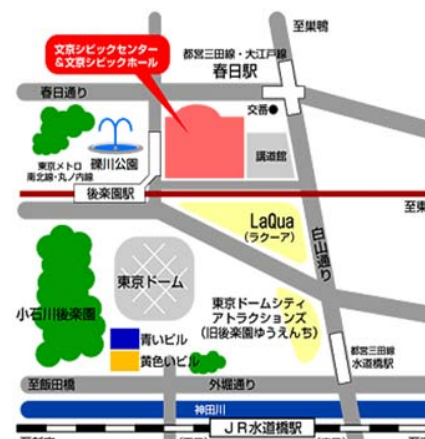 至巣鴨
文京シビックセンター
&文京シビックホール
都営三田線・大江戸線
春日駅
春日通り
交番●
講道館
礫川公園
東京メトロ
南北線・丸ノ内線
後楽園駅
至東
LaQua
(ラクーア)
白山通り
東京ドーム
小石川後楽園
東京ドームシティ
アトラクションズ
(旧後楽園ゆうえんち)
青いビル
黄色いビル
都営三田線
水道橋駅
至飯田橋
外堀通り
神田川
JR水道橋駅